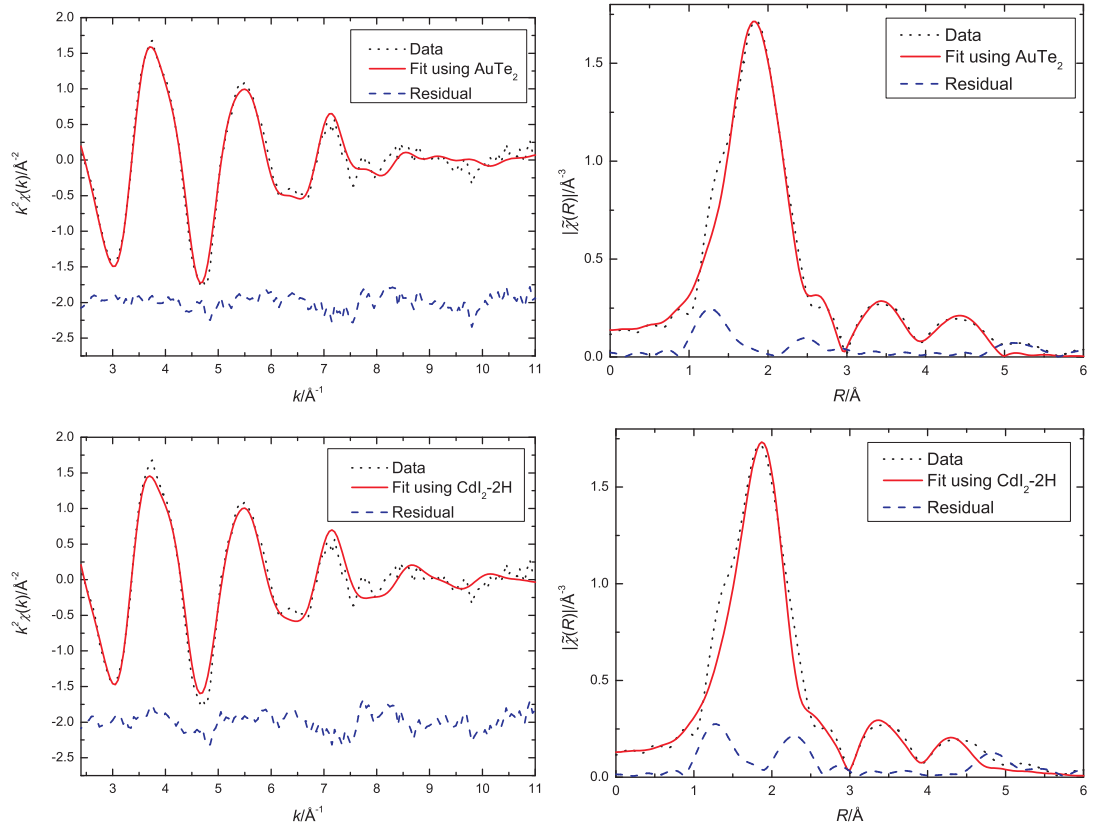 2.0
1.5
1.0
0.5
0.0
-0.5
-1.0
-1.5
-2.0
-2.5
k²χ(k)/Å⁻²
Data
Fit using AuTe₂
Residual
3 4 5 6 7 8 9 10 11
k/Å⁻¹
1.5
1.0
0.5
0.0
|χ̃(R)|/Å⁻³
Data
Fit using AuTe₂
Residual
0 1 2 3 4 5 6
R/Å
2.0
1.5
1.0
0.5
0.0
-0.5
-1.0
-1.5
-2.0
-2.5
k²χ(k)/Å⁻²
Data
Fit using CdI₂-2H
Residual
3 4 5 6 7 8 9 10 11
k/Å⁻¹
1.5
1.0
0.5
0.0
|χ̃(R)|/Å⁻³
Data
Fit using CdI₂-2H
Residual
0 1 2 3 4 5 6
R/Å